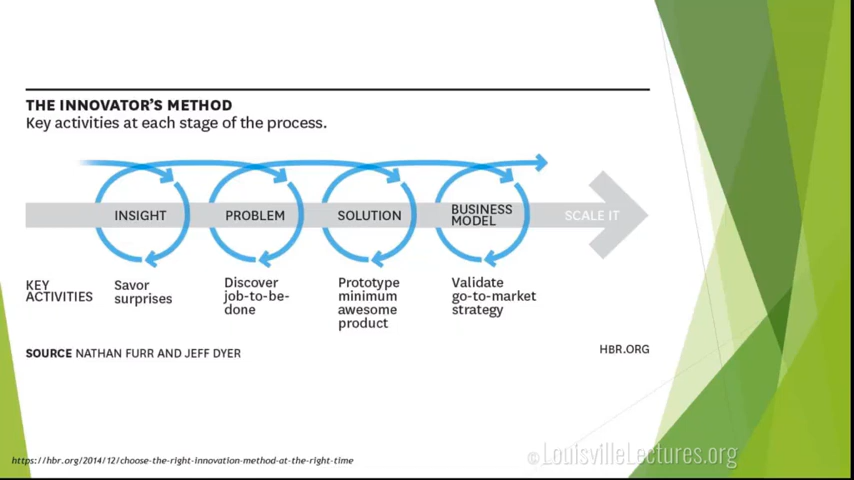 THE INNOVATOR'S METHOD
Key activities at each stage of the process.
INSIGHT
PROBLEM
SOLUTION
BUSINESS
MODEL
SCALE IT
KEY
ACTIVITIES
Savor
surprises
Discover
job-to-be-
done
Prototype
minimum
awesome
product
Validate
go-to-market
strategy
SOURCE NATHAN FURR AND JEFF DYER
HBR.ORG
https://hbr.org/2014/12/choose-the-right-innovation-method-at-the-right-time
©LouisvilleLectures.org